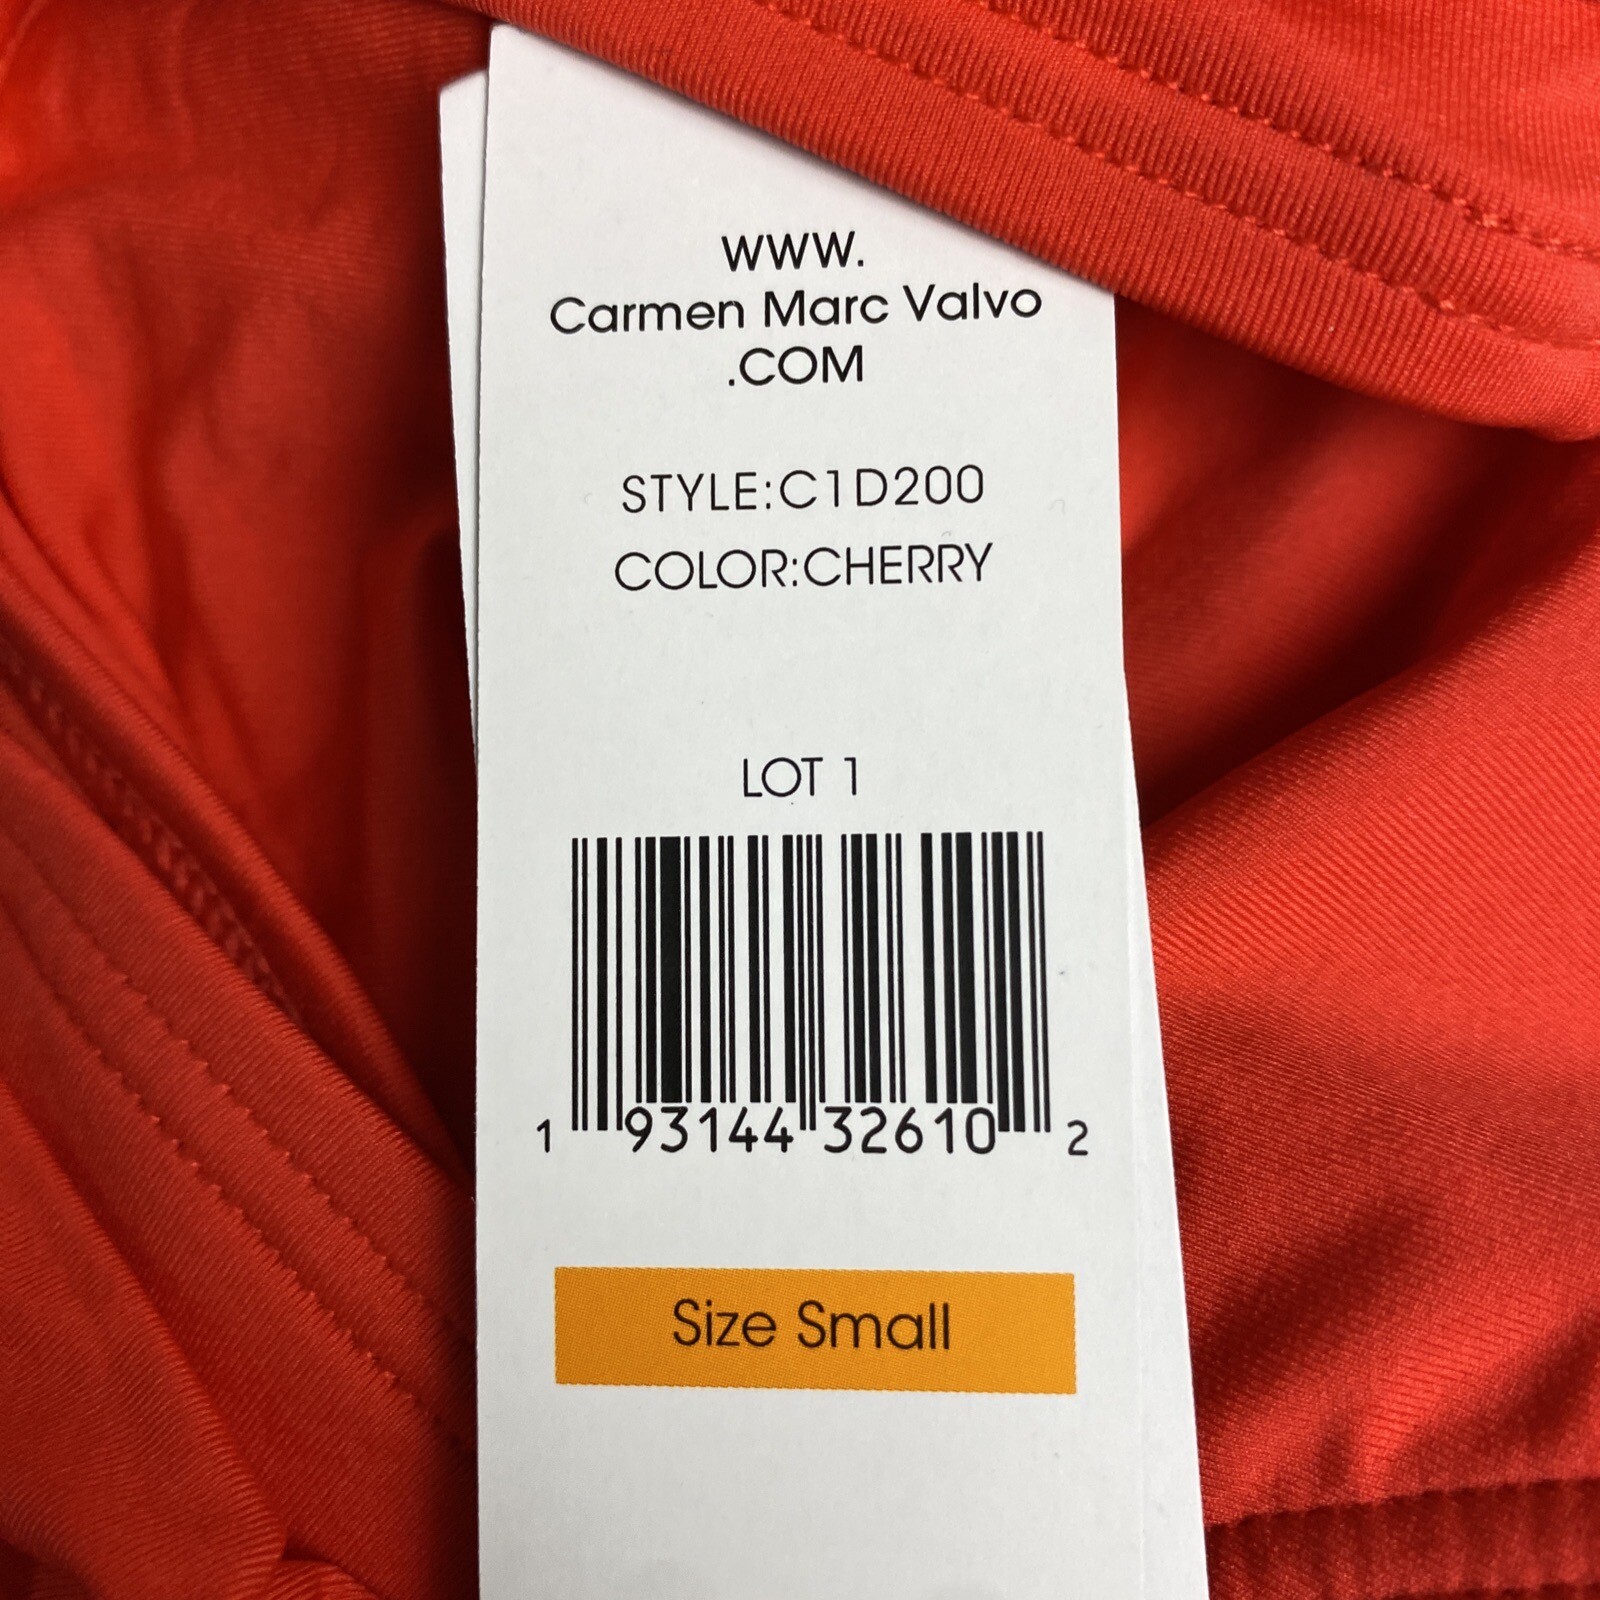 WWW.
Carmen Marc Valvo
.COM
STYLE:C1D200
COLOR:CHERRY
LOT 1
1 93144 32610 2
Size Small